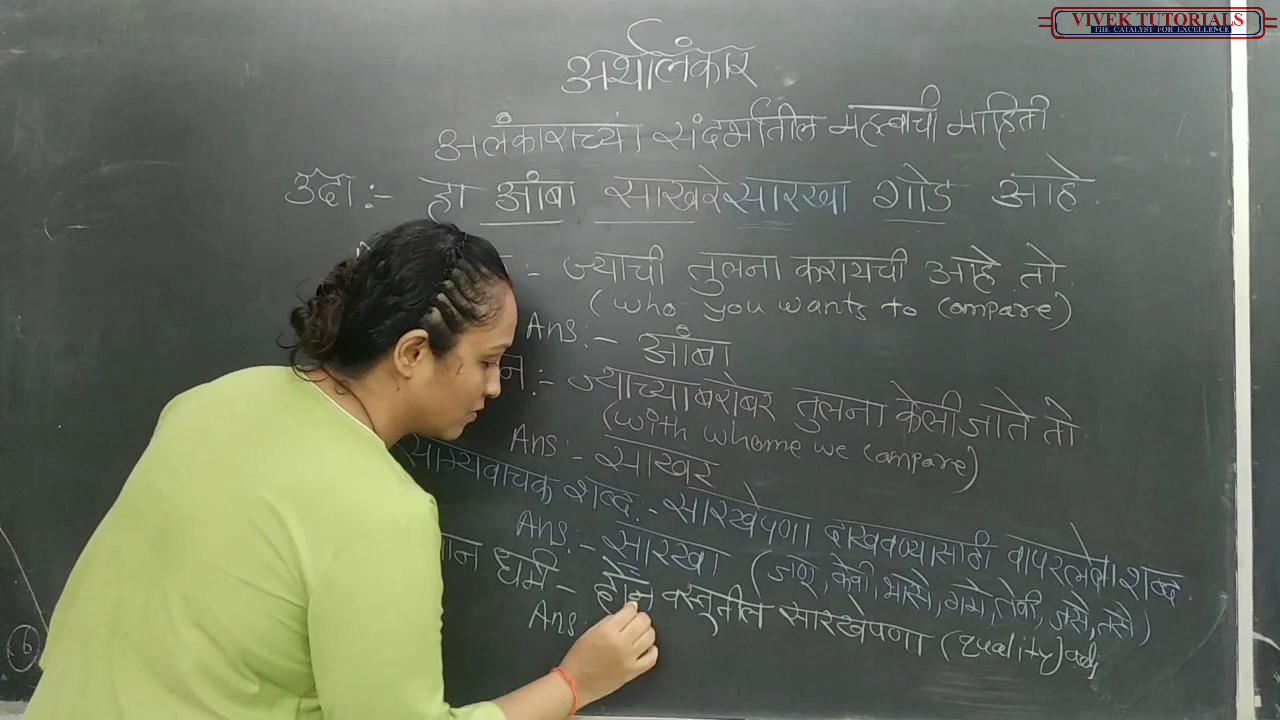 VIVEK TUTORIALS
THE CATALYST FOR EXCELLENCE
अर्थालंकार
अलंकाराच्या संदर्भातील महत्वाची माहिती
उदा :- हा आंबा साखरेसारखा गोड आहे.
:- ज्याची तुलना करायची आहे तो
(who you wants to compare)
Ans :- आंबा
न :- ज्याच्याबरोबर तुलना केली जाते तो
(with whome we compare)
Ans :- साखर
साम्यवाचक शब्द :- सारखेपणा दाखवण्यासाठी वापरलेला शब्द.
Ans :- सारखा (जणू, केवी, भासे, गमे, तेवी, जसे, तसे)
मान धर्म - दोन वस्तूतील सारखेपणा (quality)
Ans
6